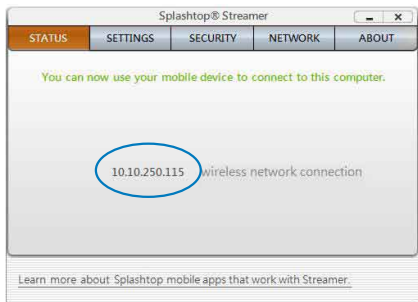 Splashtop® Streamer
STATUS SETTINGS SECURITY NETWORK ABOUT
You can now use your mobile device to connect to this computer.
10.10.250.115 wireless network connection
Learn more about Splashtop mobile apps that work with Streamer.